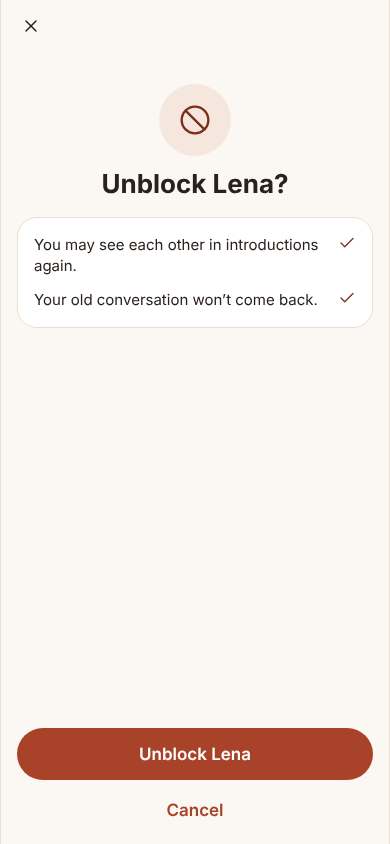 Unblock Lena?
You may see each other in introductions
again.
Your old conversation won’t come back.
Unblock Lena
Cancel